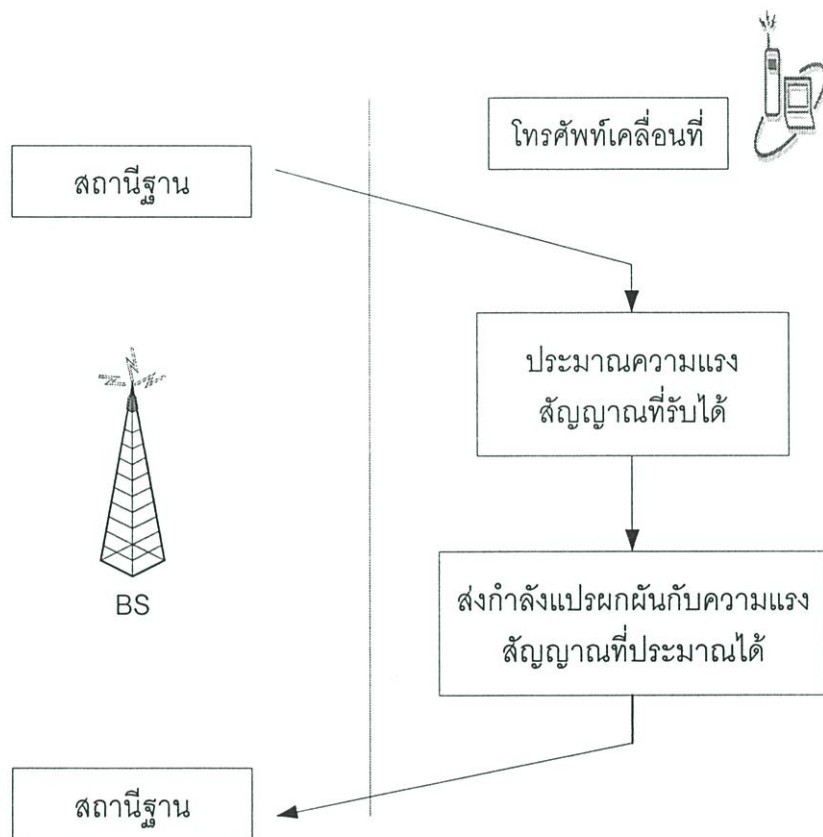 โทรศัพท์เคลื่อนที่
สถานีฐาน
ประมาณความแรง
สัญญาณที่รับได้
BS
ส่งกำลังแปรผกผันกับความแรง
สัญญาณที่ประมาณได้
สถานีฐาน